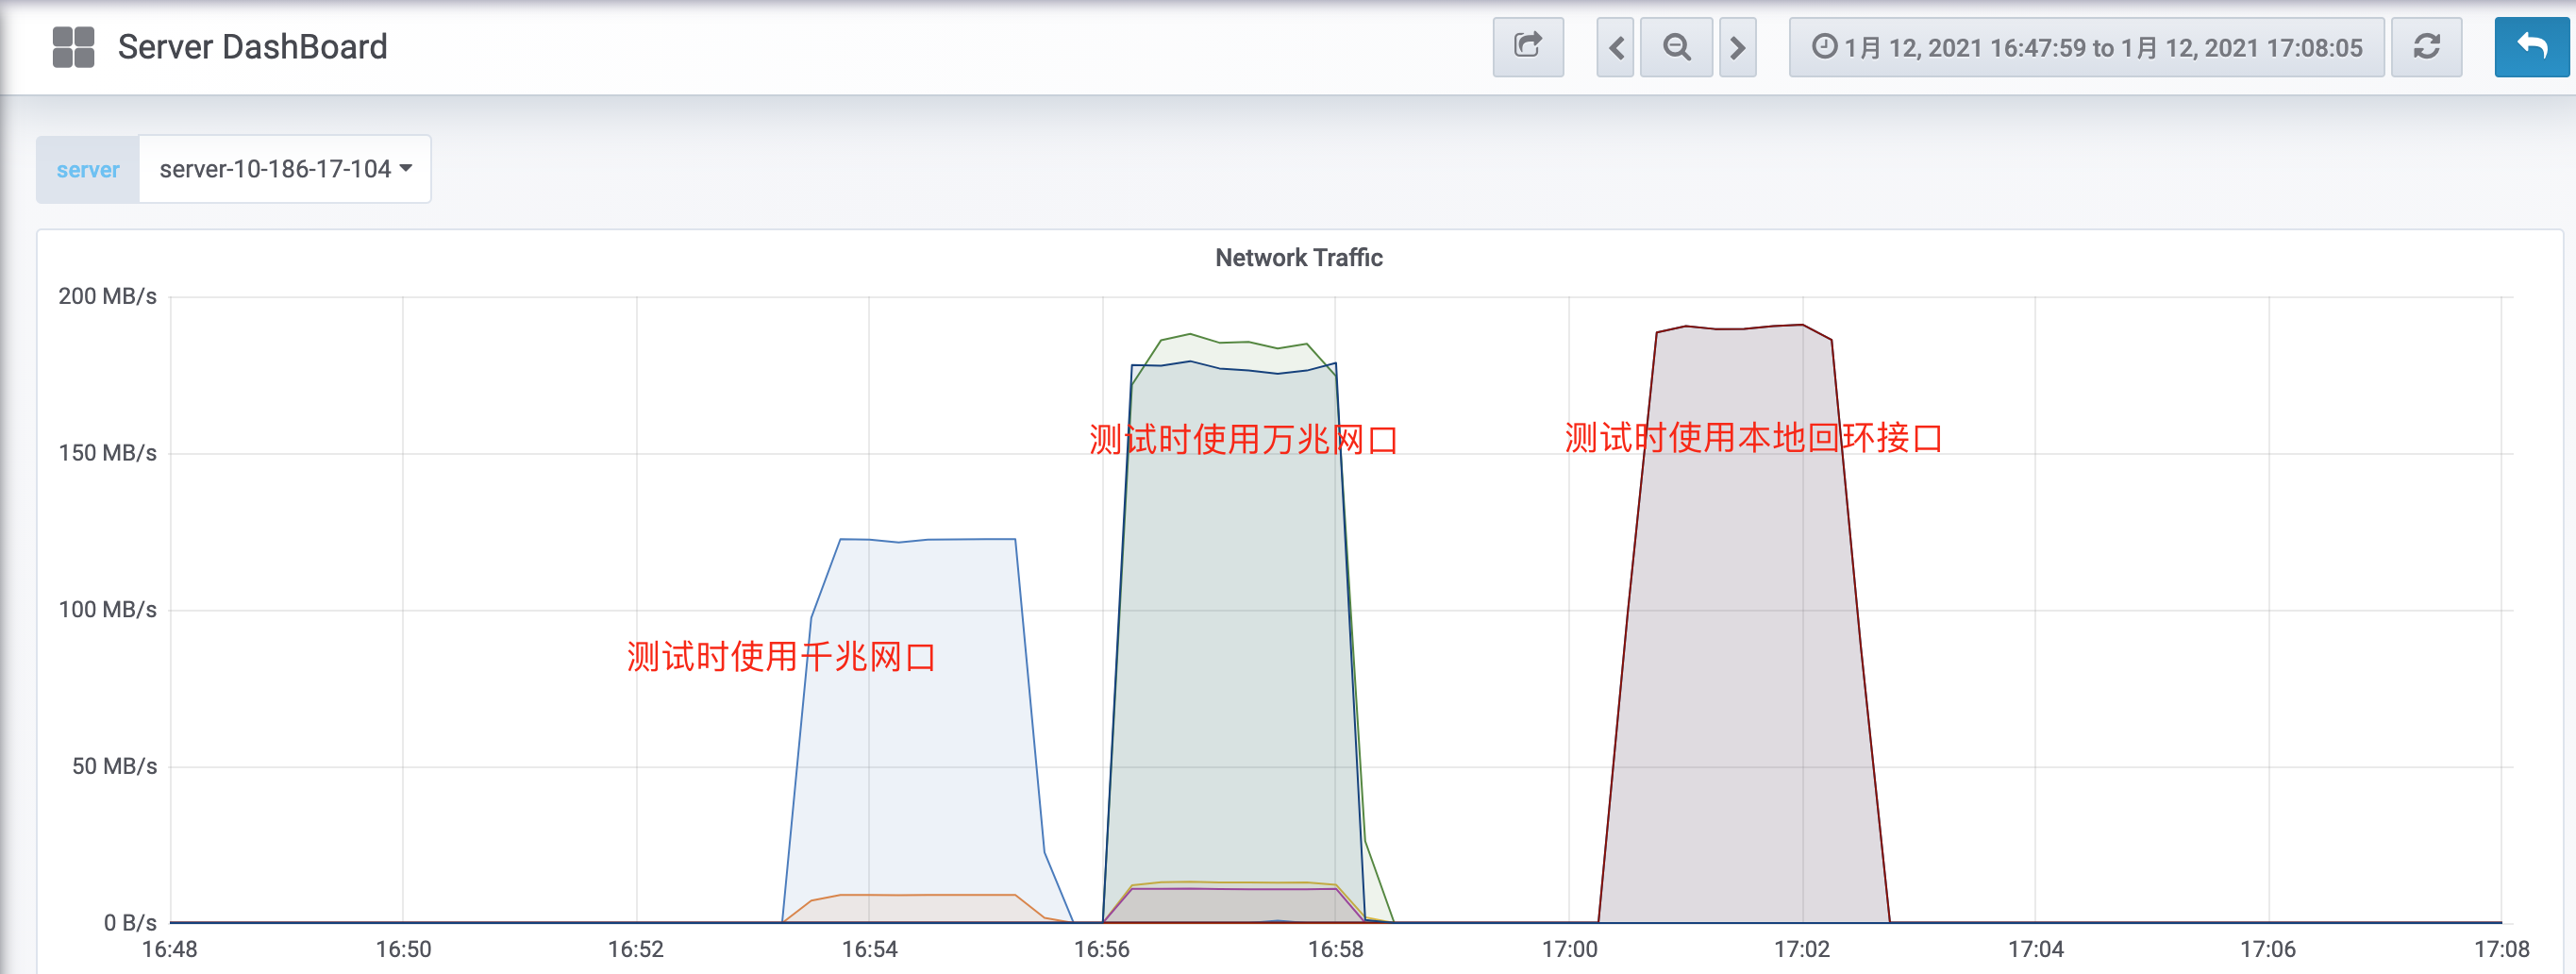 Server DashBoard
1月 12, 2021 16:47:59 to 1月 12, 2021 17:08:05
server
server-10-186-17-104
Network Traffic
200 MB/s
150 MB/s
100 MB/s
50 MB/s
0 B/s
测试时使用千兆网口
测试时使用万兆网口
测试时使用本地回环接口
16:48 16:50 16:52 16:54 16:56 16:58 17:00 17:02 17:04 17:06 17:08